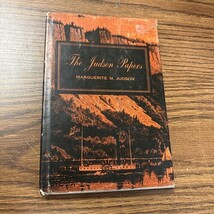 The Judson Papers
MARGUERITE M. JUDSON